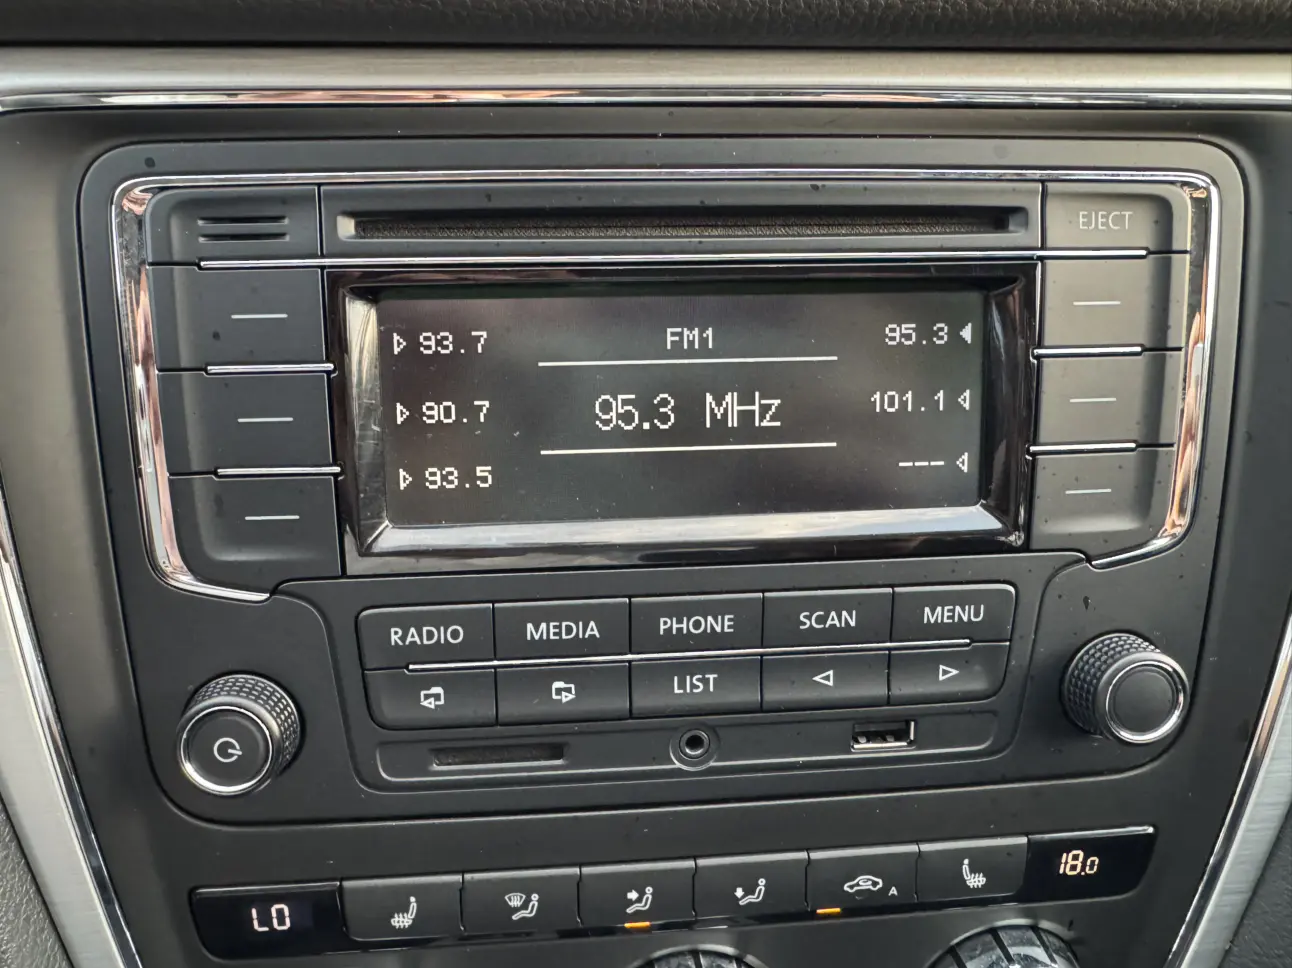 EJECT
93.7
FM1
95.3
90.7
95.3 MHz
101.1
93.5
---
RADIO
MEDIA
PHONE
SCAN
MENU
LIST
LO
A
18.0